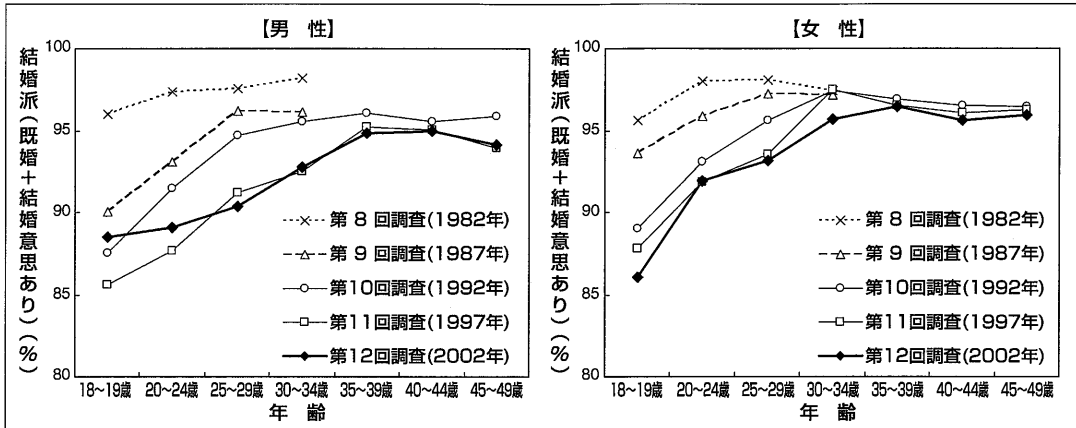 【男 性】
結婚派(既婚+結婚意思あり)(%)
100
95
90
85
80
第 8 回調査(1982年)
第 9 回調査(1987年)
第10回調査(1992年)
第11回調査(1997年)
第12回調査(2002年)
18~19歳 20~24歳 25~29歳 30~34歳 35~39歳 40~44歳 45~49歳
年 齢
【女 性】
結婚派(既婚+結婚意思あり)(%)
100
95
90
85
80
第 8 回調査(1982年)
第 9 回調査(1987年)
第10回調査(1992年)
第11回調査(1997年)
第12回調査(2002年)
18~19歳 20~24歳 25~29歳 30~34歳 35~39歳 40~44歳 45~49歳
年 齢